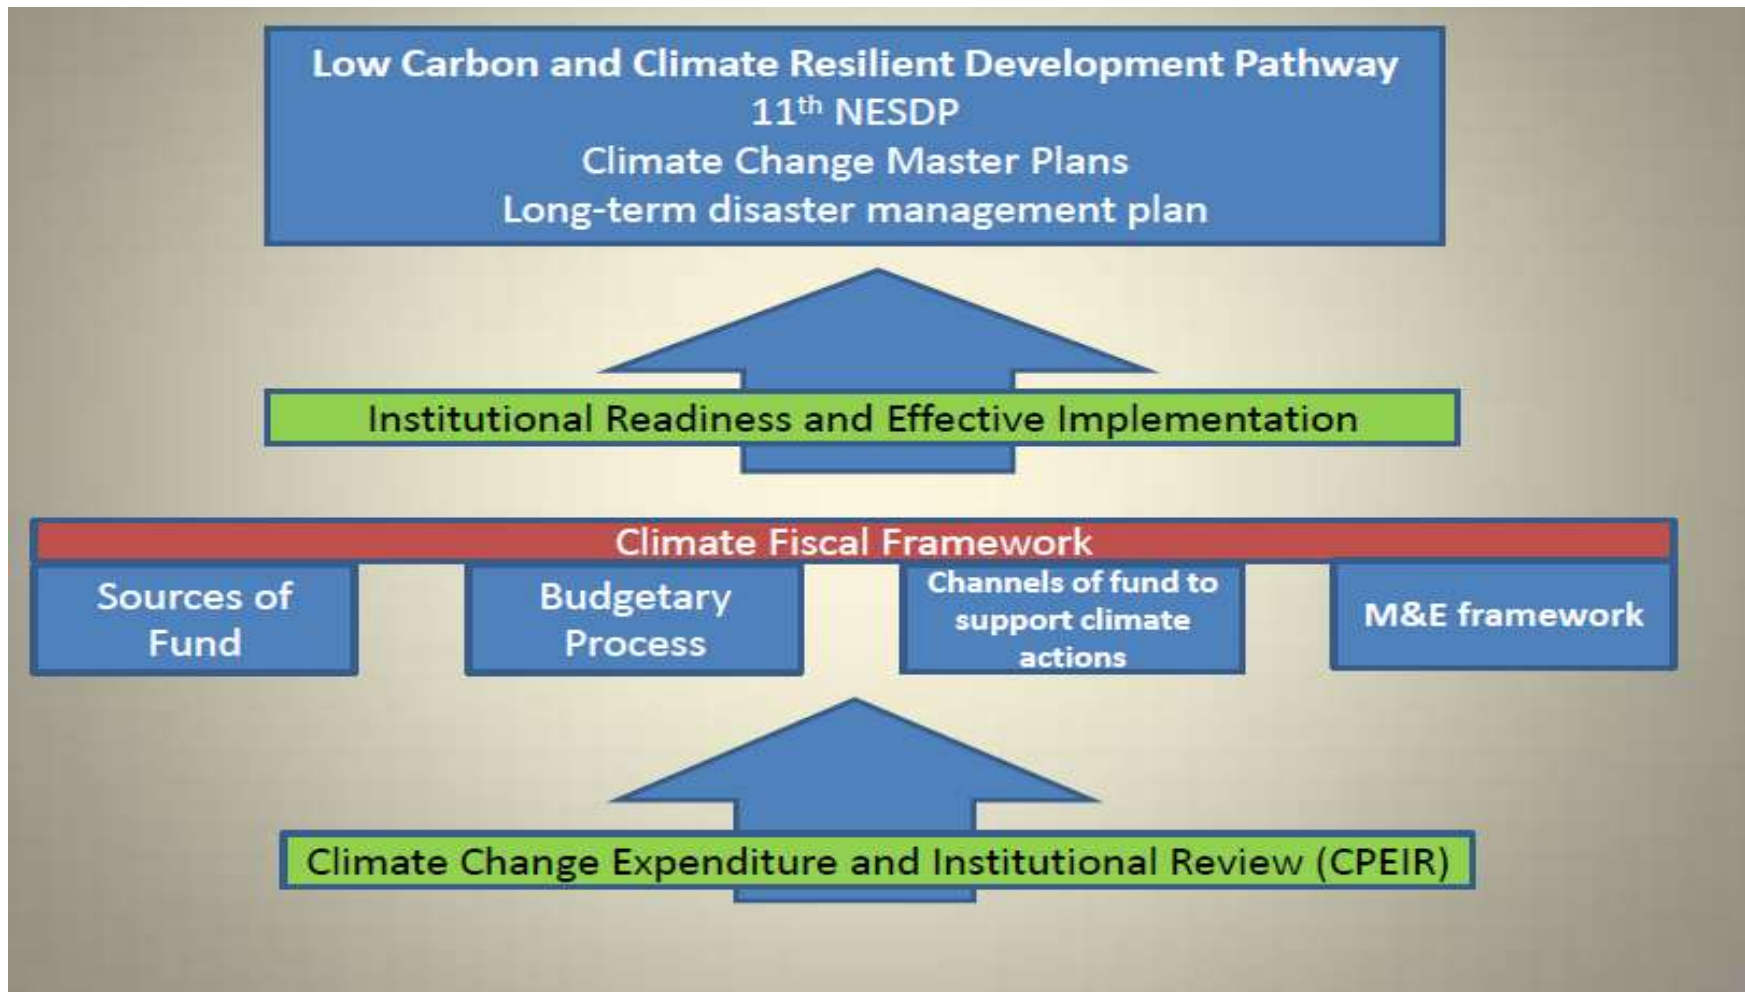 Low Carbon and Climate Resilient Development Pathway
11th NESDP
Climate Change Master Plans
Long-term disaster management plan
Institutional Readiness and Effective Implementation
Climate Fiscal Framework
Sources of
Fund
Budgetary
Process
Channels of fund to
support climate
actions
M&E framework
Climate Change Expenditure and Institutional Review (CPEIR)